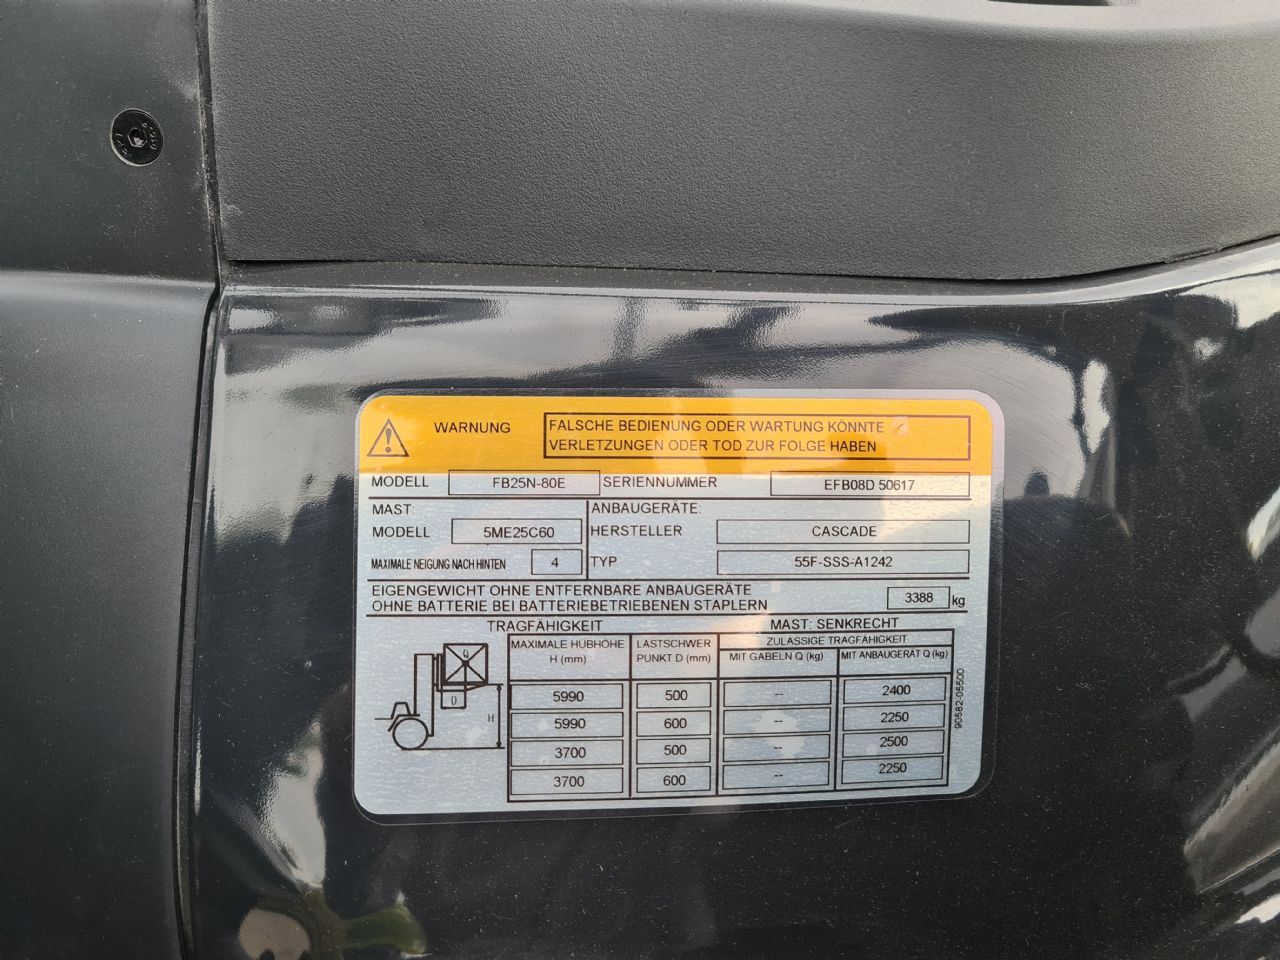 WARNUNG
FALSCHE BEDIENUNG ODER WARTUNG KÖNNTE
VERLETZUNGEN ODER TOD ZUR FOLGE HABEN
MODELL FB25N-80E SERIENNUMMER EFB08D 50617
MAST: ANBAUGERÄTE:
MODELL 5ME25C60 HERSTELLER CASCADE
MAXIMALE NEIGUNG NACH HINTEN 4 TYP 55F-SSS-A1242
EIGENGEWICHT OHNE ENTFERNBARE ANBAUGERÄTE
OHNE BATTERIE BEI BATTERIEBETRIEBENEN STAPLERN 3388 kg
TRAGFÄHIGKEIT MAST: SENKRECHT
MAXIMALE HUBHÖHE LASTSCHWER ZULÄSSIGE TRAGFÄHIGKEIT
H (mm) PUNKT D (mm) MIT GABELN Q (kg) MIT ANBAUGERÄT Q (kg)
5990 500 -- 2400
5990 600 -- 2250
3700 500 -- 2500
3700 600 -- 2250
Q
D
H
90582-05500